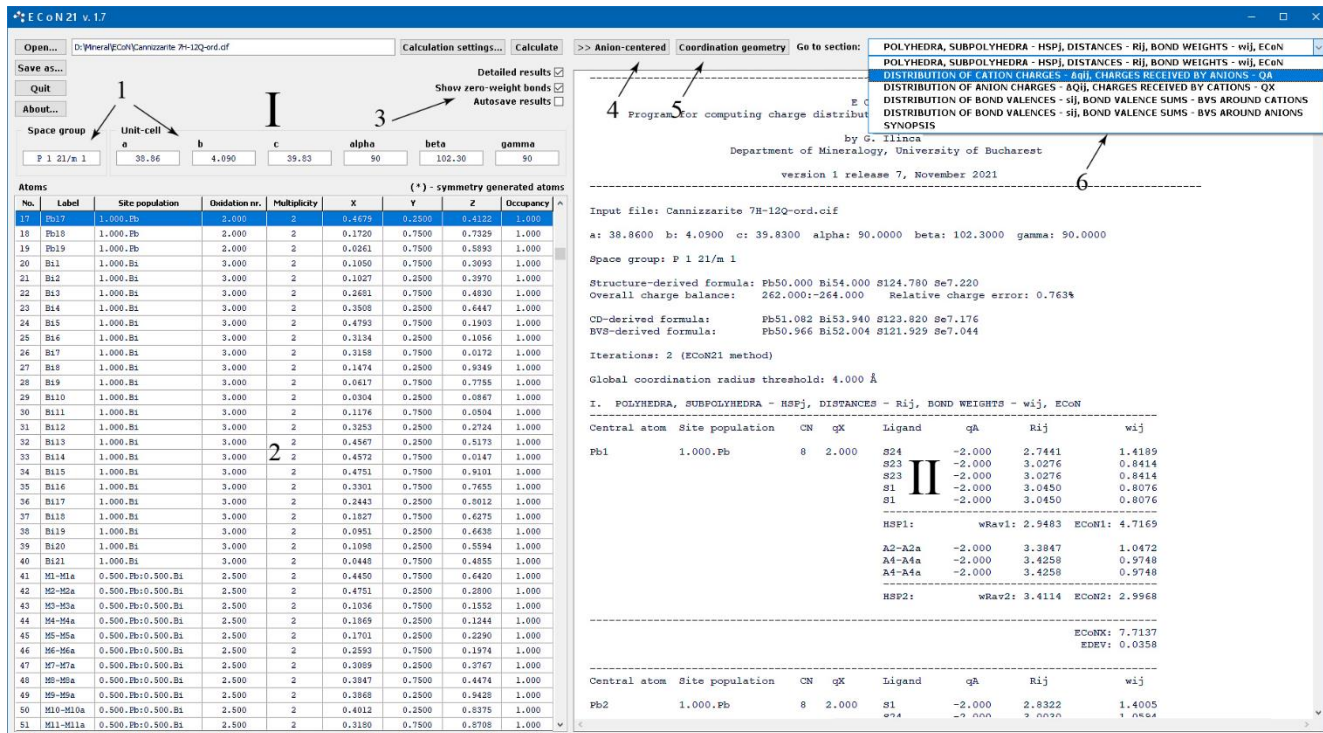 E C o N 21 v. 1.7
Open... D:\Mineral\ECoN\Cannizzarite 7H-12Q-ord.cif Calculation settings... Calculate
Save as... Detailed results
Quit Show zero-weight bonds
About... Autosave results
1
I
3
Space group Unit-cell
a b c alpha beta gamma
P 1 21/m 1 38.86 4.090 39.83 90 102.30 90
Atoms (*) - symmetry generated atoms
No. Label Site population Oxidation nr. Multiplicity X Y Z Occupancy
17 Pb17 1.000.Pb 2.000 2 0.4679 0.2500 0.4122 1.000
18 Pb18 1.000.Pb 2.000 2 0.1720 0.7500 0.7329 1.000
19 Pb19 1.000.Pb 2.000 2 0.0261 0.7500 0.5893 1.000
20 Bi1 1.000.Bi 3.000 2 0.1050 0.7500 0.3093 1.000
21 Bi2 1.000.Bi 3.000 2 0.1027 0.2500 0.3970 1.000
22 Bi3 1.000.Bi 3.000 2 0.2681 0.7500 0.4830 1.000
23 Bi4 1.000.Bi 3.000 2 0.3508 0.2500 0.6447 1.000
24 Bi5 1.000.Bi 3.000 2 0.4793 0.7500 0.1903 1.000
25 Bi6 1.000.Bi 3.000 2 0.3134 0.2500 0.1056 1.000
26 Bi7 1.000.Bi 3.000 2 0.3158 0.7500 0.0172 1.000
27 Bi8 1.000.Bi 3.000 2 0.1474 0.2500 0.9349 1.000
28 Bi9 1.000.Bi 3.000 2 0.0617 0.7500 0.7755 1.000
29 Bi10 1.000.Bi 3.000 2 0.0304 0.2500 0.0867 1.000
30 Bi11 1.000.Bi 3.000 2 0.1176 0.7500 0.0504 1.000
31 Bi12 1.000.Bi 3.000 2 0.3253 0.2500 0.2724 1.000
32 Bi13 1.000.Bi 3.000 2 0.4567 0.2500 0.5173 1.000
33 Bi14 1.000.Bi 3.000 2 0.4572 0.7500 0.0147 1.000
34 Bi15 1.000.Bi 3.000 2 0.4751 0.7500 0.9101 1.000
35 Bi16 1.000.Bi 3.000 2 0.3301 0.7500 0.7655 1.000
36 Bi17 1.000.Bi 3.000 2 0.2443 0.2500 0.8012 1.000
37 Bi18 1.000.Bi 3.000 2 0.1827 0.7500 0.6275 1.000
38 Bi19 1.000.Bi 3.000 2 0.0951 0.2500 0.6638 1.000
39 Bi20 1.000.Bi 3.000 2 0.1098 0.2500 0.5594 1.000
40 Bi21 1.000.Bi 3.000 2 0.0448 0.7500 0.4855 1.000
41 M1-M1a 0.500.Pb:0.500.Bi 2.500 2 0.4450 0.7500 0.6420 1.000
42 M2-M2a 0.500.Pb:0.500.Bi 2.500 2 0.4751 0.2500 0.2800 1.000
43 M3-M3a 0.500.Pb:0.500.Bi 2.500 2 0.1036 0.7500 0.1552 1.000
44 M4-M4a 0.500.Pb:0.500.Bi 2.500 2 0.1869 0.2500 0.1244 1.000
45 M5-M5a 0.500.Pb:0.500.Bi 2.500 2 0.1701 0.2500 0.2290 1.000
46 M6-M6a 0.500.Pb:0.500.Bi 2.500 2 0.2593 0.7500 0.1974 1.000
47 M7-M7a 0.500.Pb:0.500.Bi 2.500 2 0.3089 0.2500 0.3767 1.000
48 M8-M8a 0.500.Pb:0.500.Bi 2.500 2 0.3847 0.7500 0.4474 1.000
49 M9-M9a 0.500.Pb:0.500.Bi 2.500 2 0.3868 0.2500 0.9428 1.000
50 M10-M10a 0.500.Pb:0.500.Bi 2.500 2 0.4012 0.2500 0.8375 1.000
51 M11-M11a 0.500.Pb:0.500.Bi 2.500 2 0.3180 0.7500 0.8708 1.000
2
>> Anion-centered Coordination geometry Go to section: POLYHEDRA, SUBPOLYHEDRA - HSPj, DISTANCES - Rij, BOND WEIGHTS - wij, ECoN
POLYHEDRA, SUBPOLYHEDRA - HSPj, DISTANCES - Rij, BOND WEIGHTS - wij, ECoN
DISTRIBUTION OF CATION CHARGES - &qij, CHARGES RECEIVED BY ANIONS - QA
DISTRIBUTION OF ANION CHARGES - &Qij, CHARGES RECEIVED BY CATIONS - QX
DISTRIBUTION OF BOND VALENCES - sij, BOND VALENCE SUMS - BVS AROUND CATIONS
DISTRIBUTION OF BOND VALENCES - sij, BOND VALENCE SUMS - BVS AROUND ANIONS
SYNOPSIS
4
5
6
E C
Program for computing charge distribut
by G. Ilinca
Department of Mineralogy, University of Bucharest
version 1 release 7, November 2021
Input file: Cannizzarite 7H-12Q-ord.cif
a: 38.8600 b: 4.0900 c: 39.8300 alpha: 90.0000 beta: 102.3000 gamma: 90.0000
Space group: P 1 21/m 1
Structure-derived formula: Pb50.000 Bi54.000 S124.780 Se7.220
Overall charge balance: 262.000:-264.000 Relative charge error: 0.763%
CD-derived formula: Pb51.082 Bi53.940 S123.820 Se7.176
BVS-derived formula: Pb50.966 Bi52.004 S121.929 Se7.044
Iterations: 2 (ECoN21 method)
Global coordination radius threshold: 4.000 Å
I. POLYHEDRA, SUBPOLYHEDRA - HSPj, DISTANCES - Rij, BOND WEIGHTS - wij, ECoN
Central atom Site population CN qX Ligand qA Rij wij
Pb1 1.000.Pb 8 2.000 S24 -2.000 2.7441 1.4189
S23 -2.000 3.0276 0.8414
S23 -2.000 3.0276 0.8414
S1 -2.000 3.0450 0.8076
S1 -2.000 3.0450 0.8076
II
HSP1: wRav1: 2.9483 ECoN1: 4.7169
A2-A2a -2.000 3.3847 1.0472
A4-A4a -2.000 3.4258 0.9748
A4-A4a -2.000 3.4258 0.9748
HSP2: wRav2: 3.4114 ECoN2: 2.9968
ECoNX: 7.7137
EDEV: 0.0358
Central atom Site population CN qX Ligand qA Rij wij
Pb2 1.000.Pb 8 2.000 S1 -2.000 2.8322 1.4005